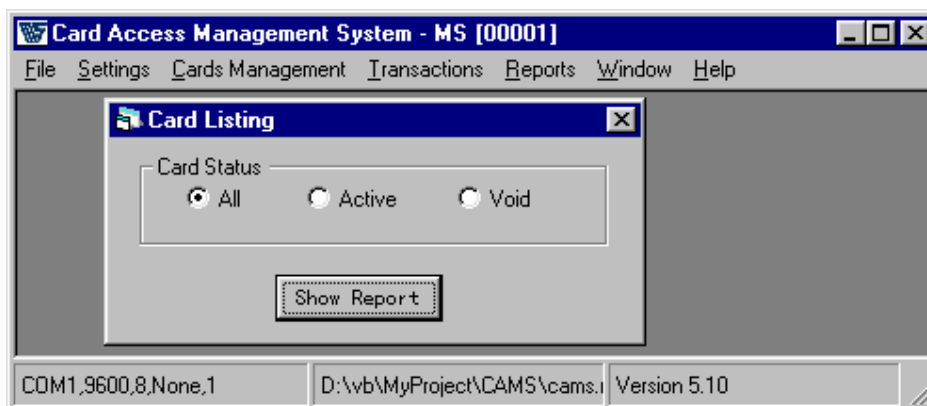 Card Access Management System - MS [00001]
File Settings Cards Management Transactions Reports Window Help
Card Listing
Card Status
All Active Void
Show Report
COM1,9600,8,None,1 D:\vb\MyProject\CAMS\cams. Version 5.10